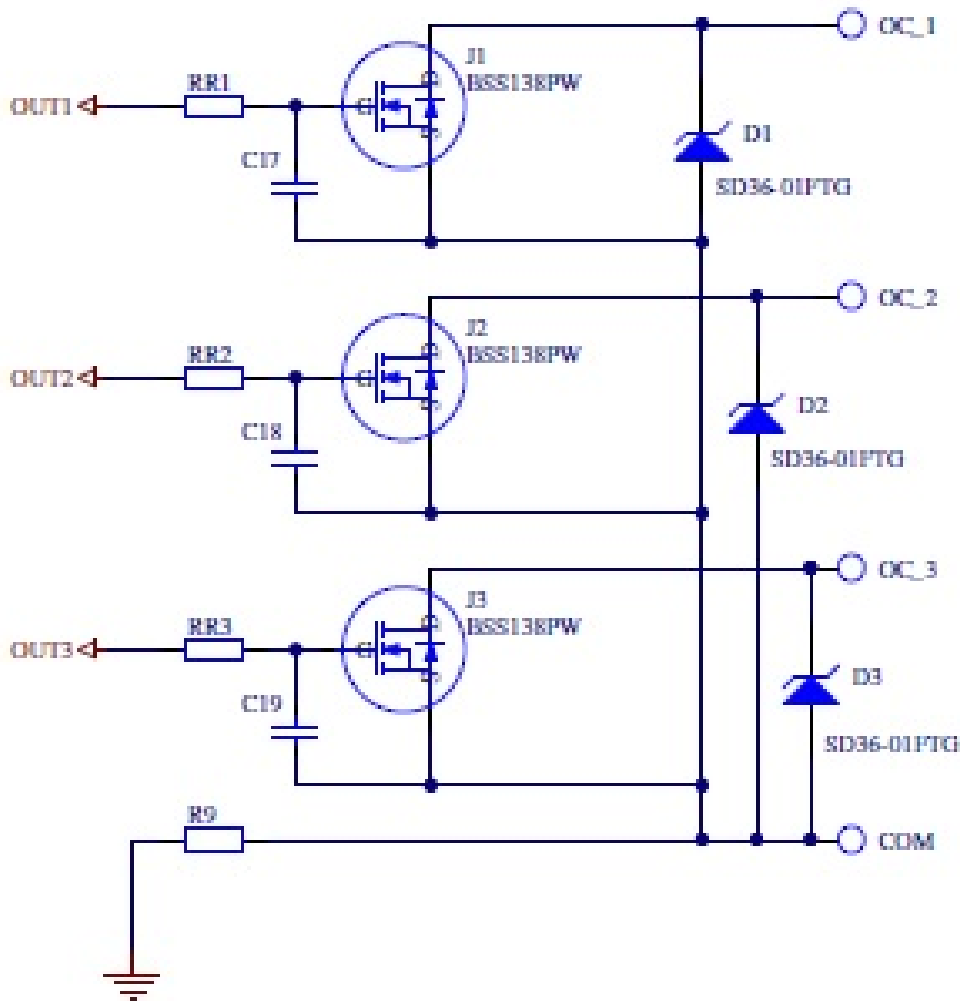 OC_1
J1
BSS138PW
RR1
D
OUT1
G
S
D1
C17
SD36-01FTG
OC_2
J2
BSS138PW
RR2
D
OUT2
G
S
D2
C18
SD36-01FTG
OC_3
J3
BSS138PW
RR3
D
OUT3
G
S
D3
C19
SD36-01FTG
R9
COM